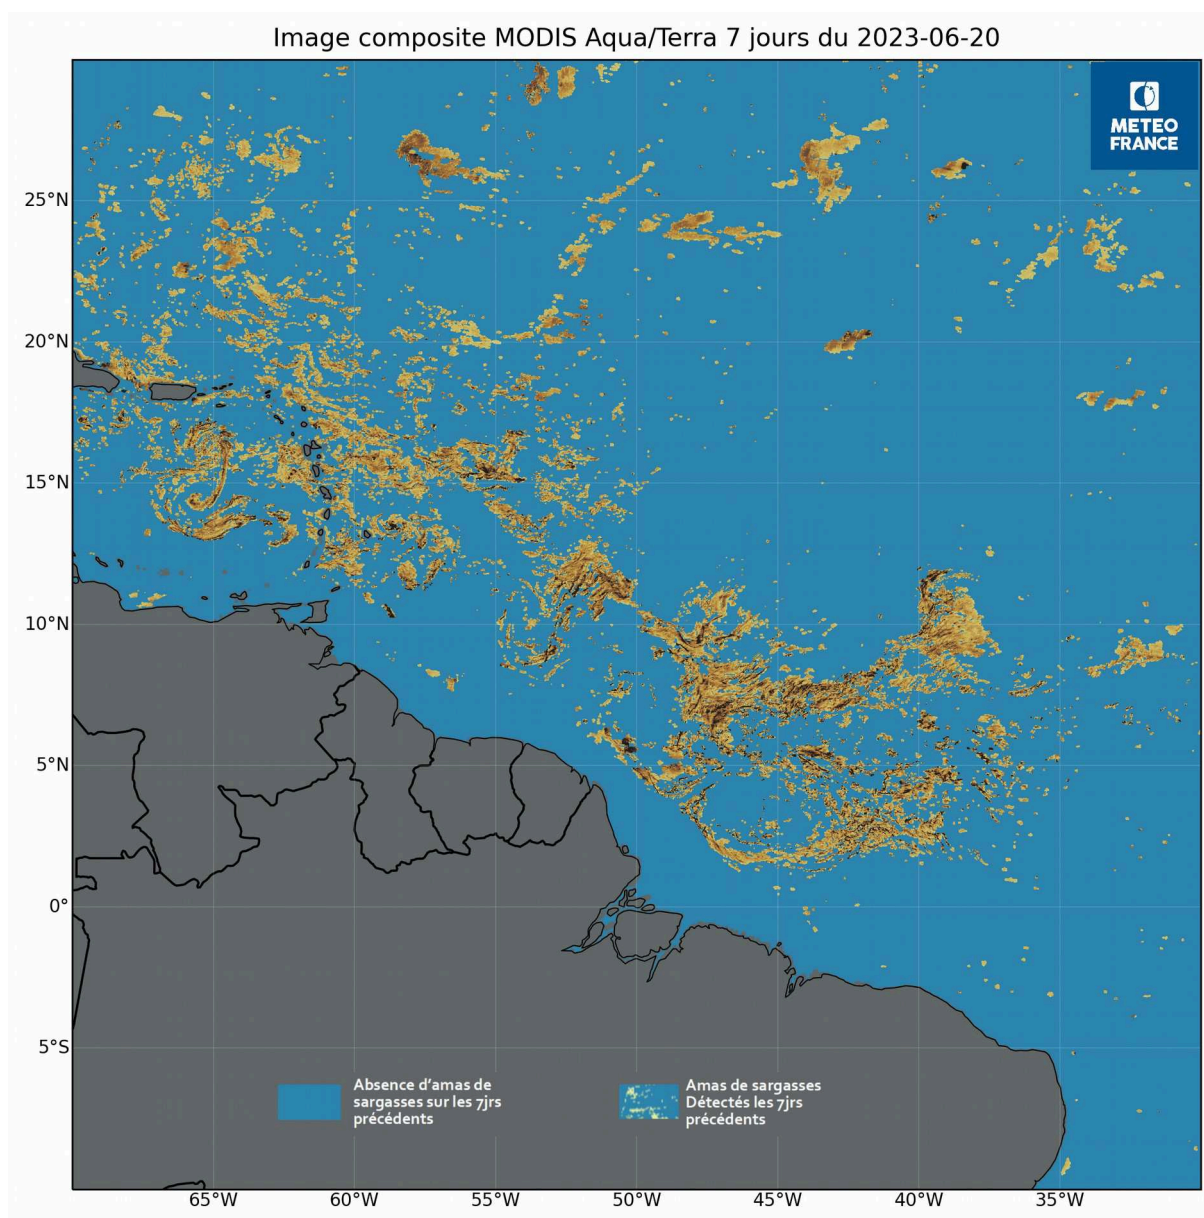 Image composite MODIS Aqua/Terra 7 jours du 2023-06-20
METEO
FRANCE
25°N
20°N
15°N
10°N
5°N
0°
5°S
Absence d’amas de
sargasses sur les 7jrs
précédents
Amas de sargasses
Détectés les 7jrs
précédents
65°W
60°W
55°W
50°W
45°W
40°W
35°W